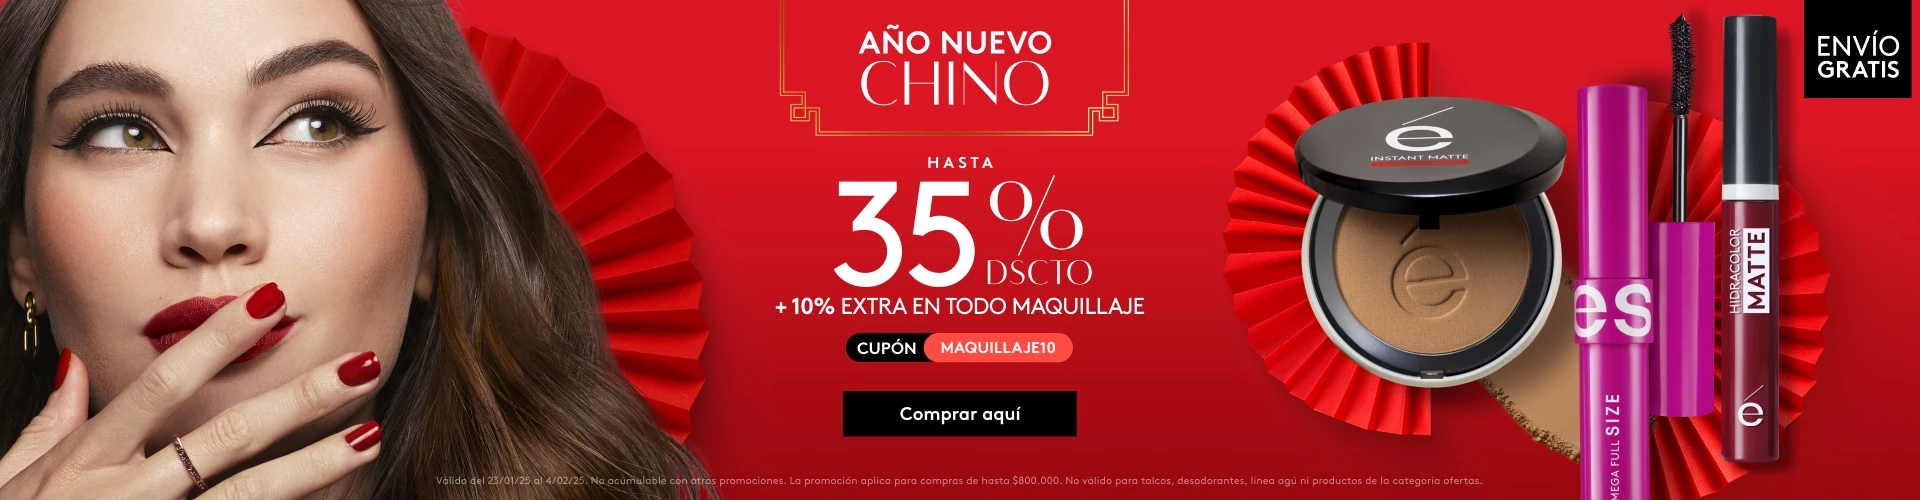 AÑO NUEVO
CHINO
HASTA
35% DSCTO
+ 10% EXTRA EN TODO MAQUILLAJE
CUPÓN MAQUILLAJE10
Comprar aquí
Válido del 23/01/25 al 4/02/25. No acumulable con otras promociones. La promoción aplica para compras de hasta $800.000. No válido para talcos, desodorantes, línea agú ni productos de la categoría ofertas.
ENVÍO
GRATIS
é
INSTANT MATTE
é
és
MEGA FULL SIZE
HIDRACOLOR
MATTE
é